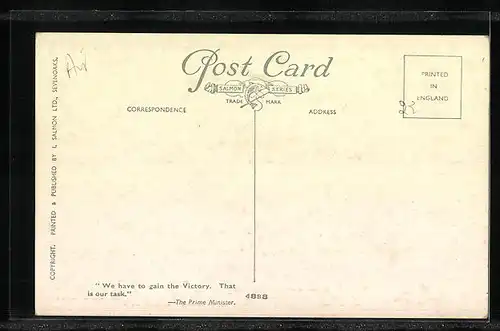 Post Card
SALMON SERIES
TRADE MARK
CORRESPONDENCE
ADDRESS
PRINTED
IN
ENGLAND
COPYRIGHT. PRINTED & PUBLISHED BY J. SALMON LTD., SEVENOAKS.
"We have to gain the Victory. That
is our task."
—The Prime Minister.
4898